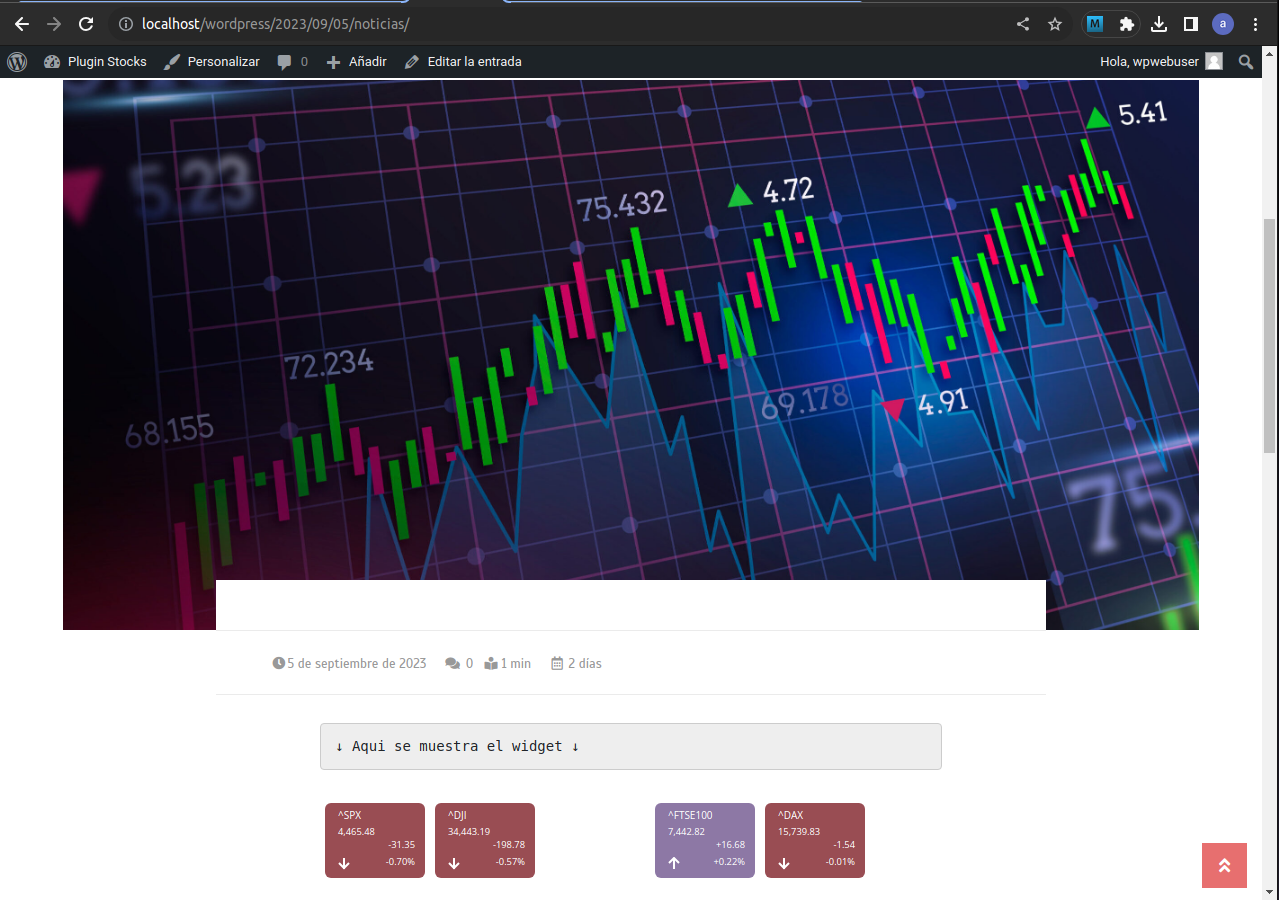 localhost/wordpress/2023/09/05/noticias/
M
a
Plugin Stocks Personalizar 0 Añadir Editar la entrada Hola, wpwebuser
5.41
5.23
4.72
75.432
72.234
69.178
4.91
68.155
75.
5 de septiembre de 2023 0 1 min 2 días
↓ Aqui se muestra el widget ↓
^SPX
4,465.48
-31.35
-0.70%
^DJI
34,443.19
-198.78
-0.57%
^FTSE100
7,442.82
+16.68
+0.22%
^DAX
15,739.83
-1.54
-0.01%